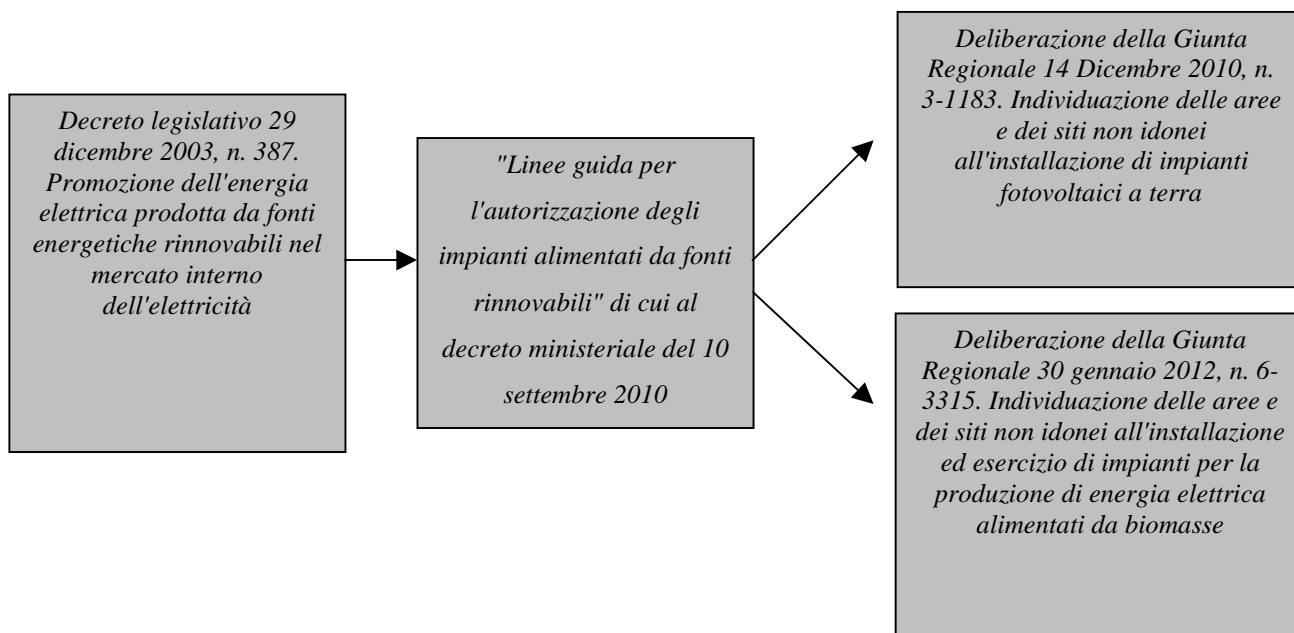 Decreto legislativo 29
dicembre 2003, n. 387.
Promozione dell'energia
elettrica prodotta da fonti
energetiche rinnovabili nel
mercato interno
dell'elettricità
"Linee guida per
l'autorizzazione degli
impianti alimentati da fonti
rinnovabili" di cui al
decreto ministeriale del 10
settembre 2010
Deliberazione della Giunta
Regionale 14 Dicembre 2010, n.
3-1183. Individuazione delle aree
e dei siti non idonei
all'installazione di impianti
fotovoltaici a terra
Deliberazione della Giunta
Regionale 30 gennaio 2012, n. 6-
3315. Individuazione delle aree e
dei siti non idonei all'installazione
ed esercizio di impianti per la
produzione di energia elettrica
alimentati da biomasse